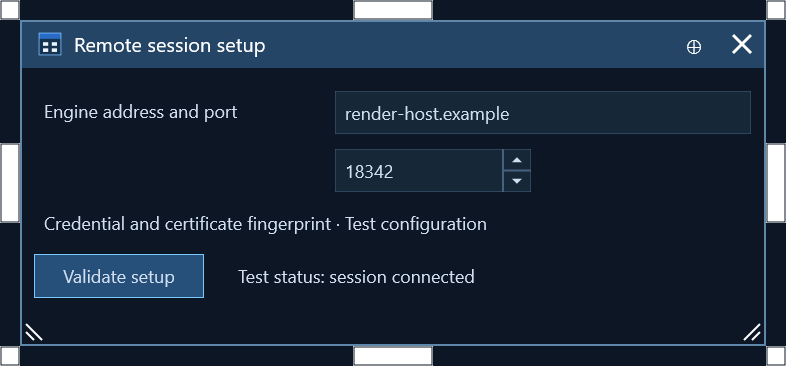 Remote session setup
Engine address and port
render-host.example
18342
Credential and certificate fingerprint · Test configuration
Validate setup
Test status: session connected